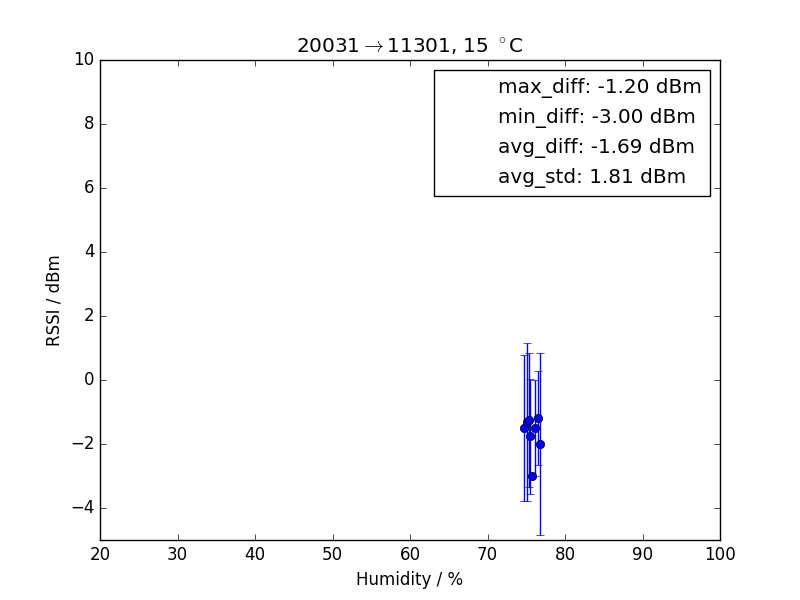 20031→11301, 15 °C
max_diff: -1.20 dBm
min_diff: -3.00 dBm
avg_diff: -1.69 dBm
avg_std: 1.81 dBm
RSSI / dBm
10
8
6
4
2
0
−2
−4
20 30 40 50 60 70 80 90 100
Humidity / %